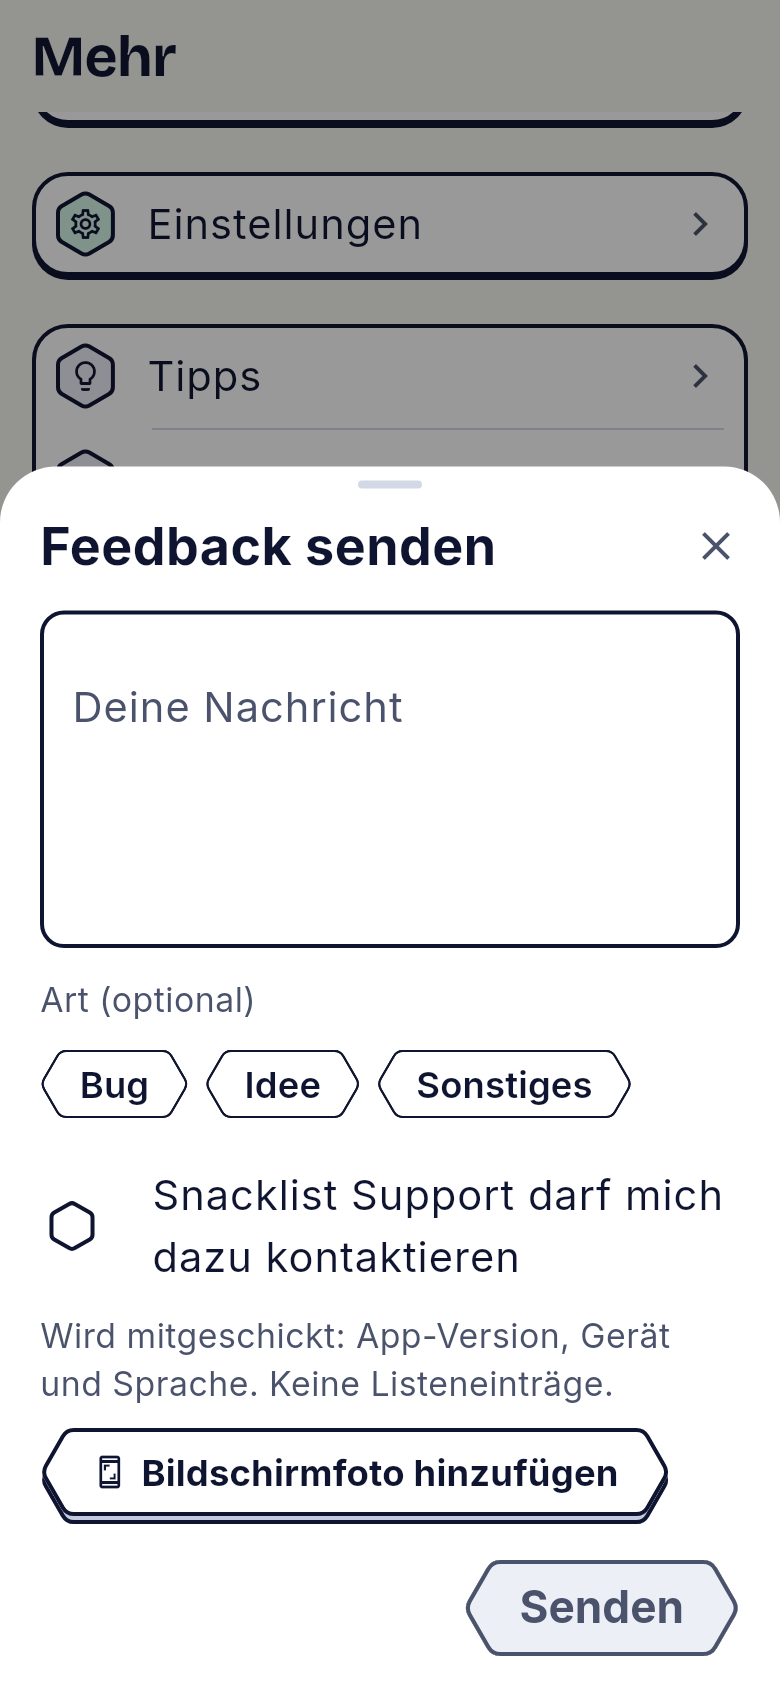 Mehr
Einstellungen
Tipps
Feedback senden
Deine Nachricht
Art (optional)
Bug
Idee
Sonstiges
Snacklist Support darf mich
dazu kontaktieren
Wird mitgeschickt: App-Version, Gerät
und Sprache. Keine Listeneinträge.
Bildschirmfoto hinzufügen
Senden